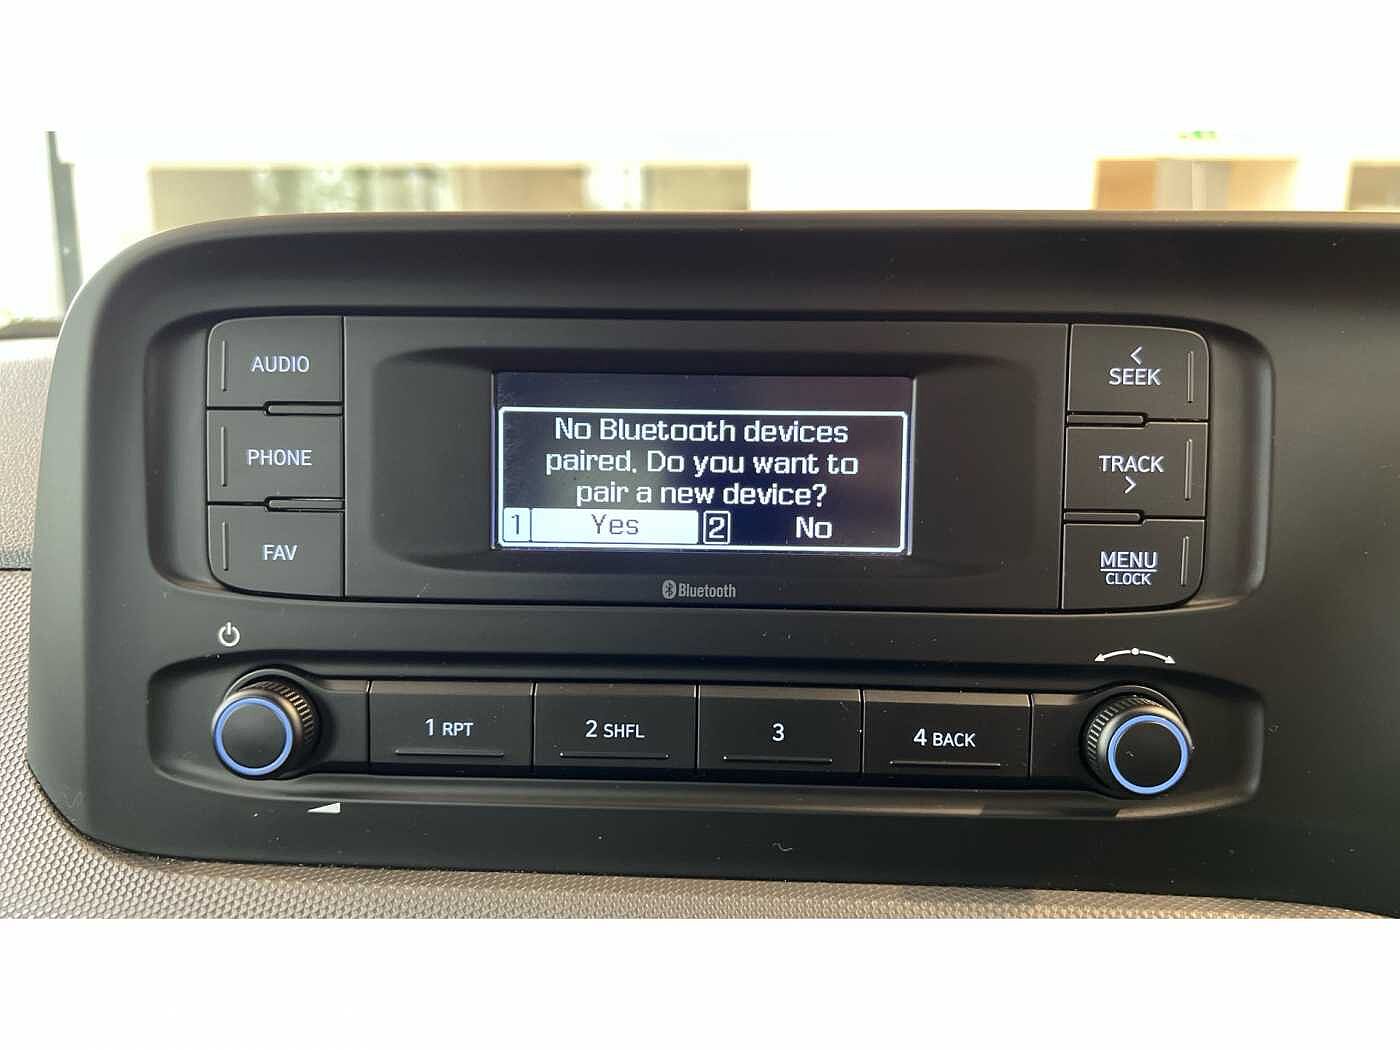 AUDIO
PHONE
FAV
No Bluetooth devices
paired. Do you want to
pair a new device?
1 Yes 2 No
Bluetooth
< SEEK
TRACK >
MENU
CLOCK
1 RPT
2 SHFL
3
4 BACK